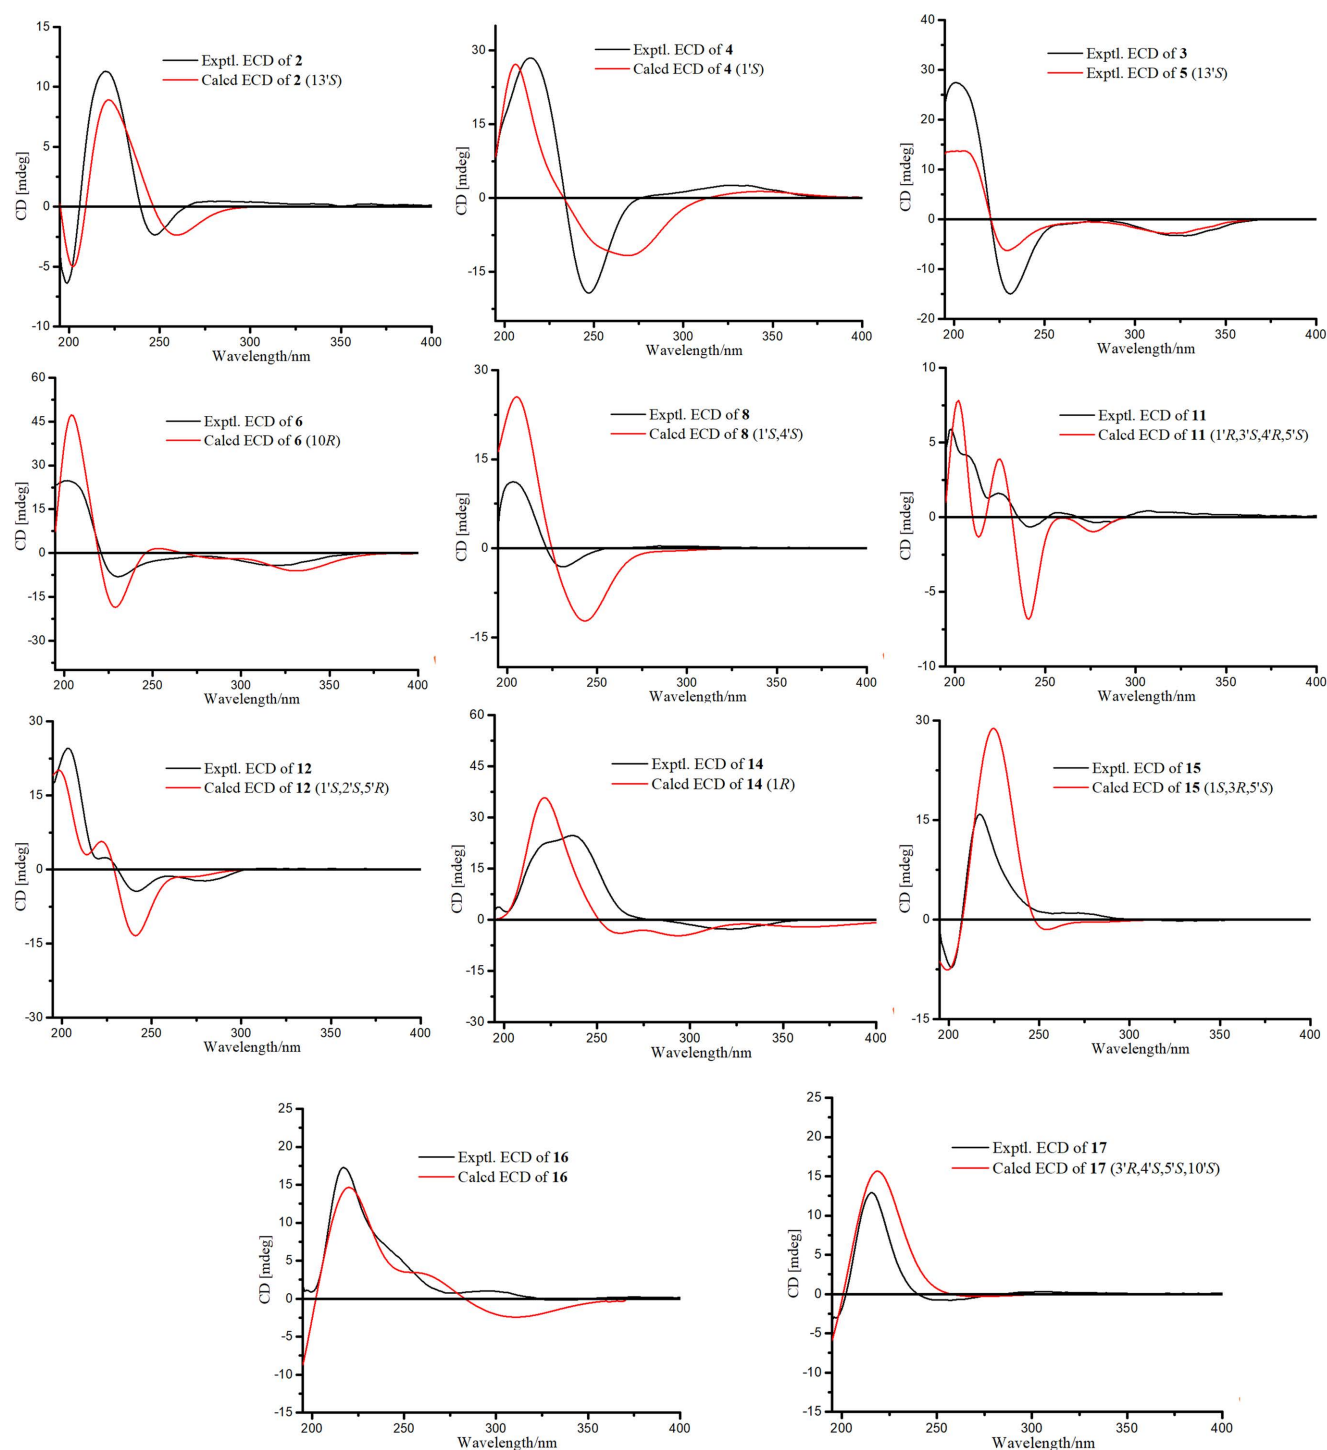 15
10
5
0
-5
-10
CD [mdeg]
Exptl. ECD of 2
Calcd ECD of 2 (13'S)
200 250 300 350 400
Wavelength/nm
30
15
0
-15
CD [mdeg]
Exptl. ECD of 4
Calcd ECD of 4 (1'S)
200 250 300 350 400
Wavelength/nm
40
30
20
10
0
-10
-20
CD [mdeg]
Exptl. ECD of 3
Exptl. ECD of 5 (13'S)
200 250 300 350 400
Wavelength/nm
60
45
30
15
0
-15
-30
CD [mdeg]
Exptl. ECD of 6
Calcd ECD of 6 (10R)
200 250 300 350 400
Wavelength/nm
30
15
0
-15
CD [mdeg]
Exptl. ECD of 8
Calcd ECD of 8 (1'S,4'S)
200 250 300 350 400
Wavelength/nm
10
5
0
-5
-10
CD [mdeg]
Exptl. ECD of 11
Calcd ECD of 11 (1'R,3'S,4'R,5'S)
200 250 300 350 400
Wavelength/nm
30
15
0
-15
-30
CD [mdeg]
Exptl. ECD of 12
Calcd ECD of 12 (1'S,2'S,5'R)
200 250 300 350 400
Wavelength/nm
60
45
30
15
0
-15
-30
CD [mdeg]
Exptl. ECD of 14
Calcd ECD of 14 (1R)
200 250 300 350 400
Wavelength/nm
30
15
0
-15
CD [mdeg]
Exptl. ECD of 15
Calcd ECD of 15 (1S,3R,5'S)
200 250 300 350 400
Wavelength/nm
25
20
15
10
5
0
-5
-10
-15
CD [mdeg]
Exptl. ECD of 16
Calcd ECD of 16
200 250 300 350 400
Wavelength/nm
25
20
15
10
5
0
-5
-10
-15
CD [mdeg]
Exptl. ECD of 17
Calcd ECD of 17 (3'R,4'S,5'S,10'S)
200 250 300 350 400
Wavelength/nm